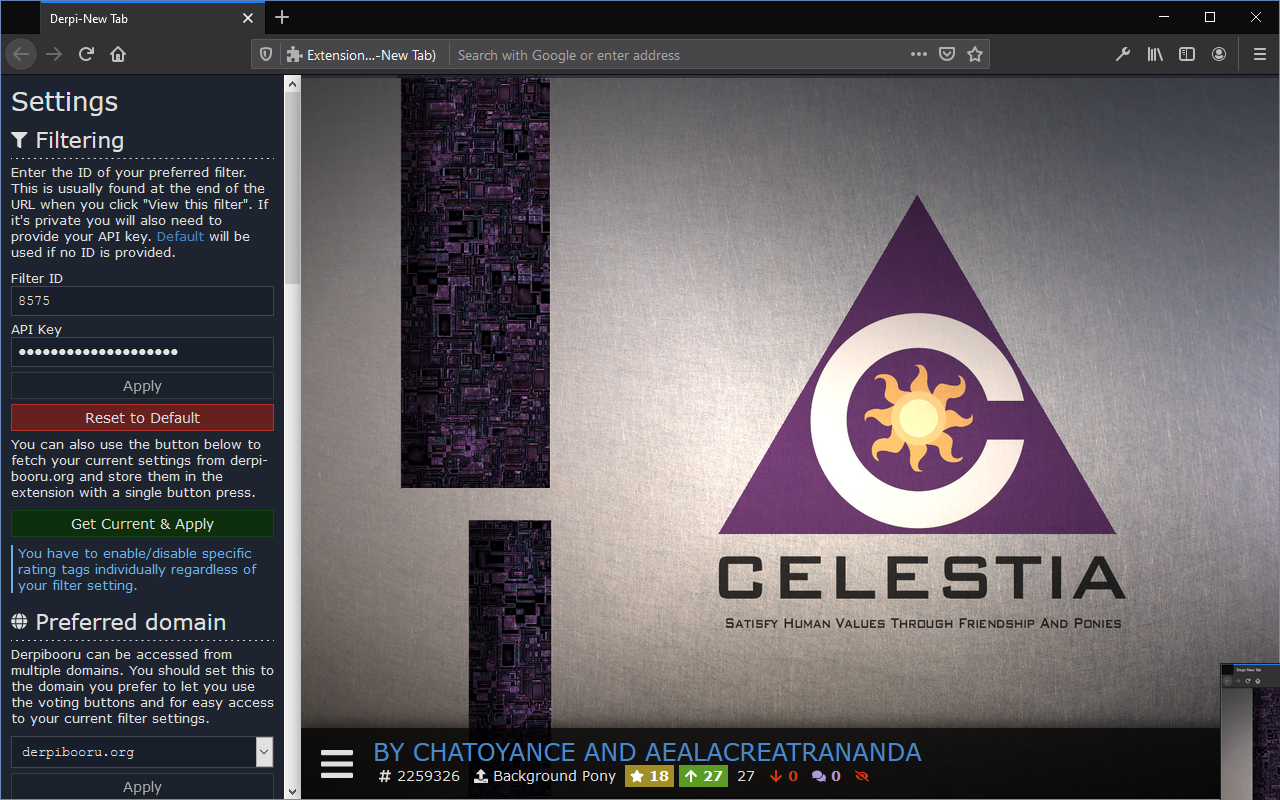 Derpi-New Tab
Extension...-New Tab)
Search with Google or enter address
Settings
Filtering
Enter the ID of your preferred filter.
This is usually found at the end of the
URL when you click "View this filter". If
it's private you will also need to
provide your API key. Default will be
used if no ID is provided.
Filter ID
8575
API Key
Apply
Reset to Default
You can also use the button below to
fetch your current settings from derpi-
booru.org and store them in the
extension with a single button press.
Get Current & Apply
You have to enable/disable specific
rating tags individually regardless of
your filter setting.
Preferred domain
Derpibooru can be accessed from
multiple domains. You should set this to
the domain you prefer to let you use
the voting buttons and for easy access
to your current filter settings.
derpibooru.org
Apply
C
CELESTIA
Satisfy Human Values Through Friendship And Ponies
Derpi-New Tab
BY CHATOYANCE AND AEALACREATRANANDA
# 2259326 Background Pony 18 27 27 0 0